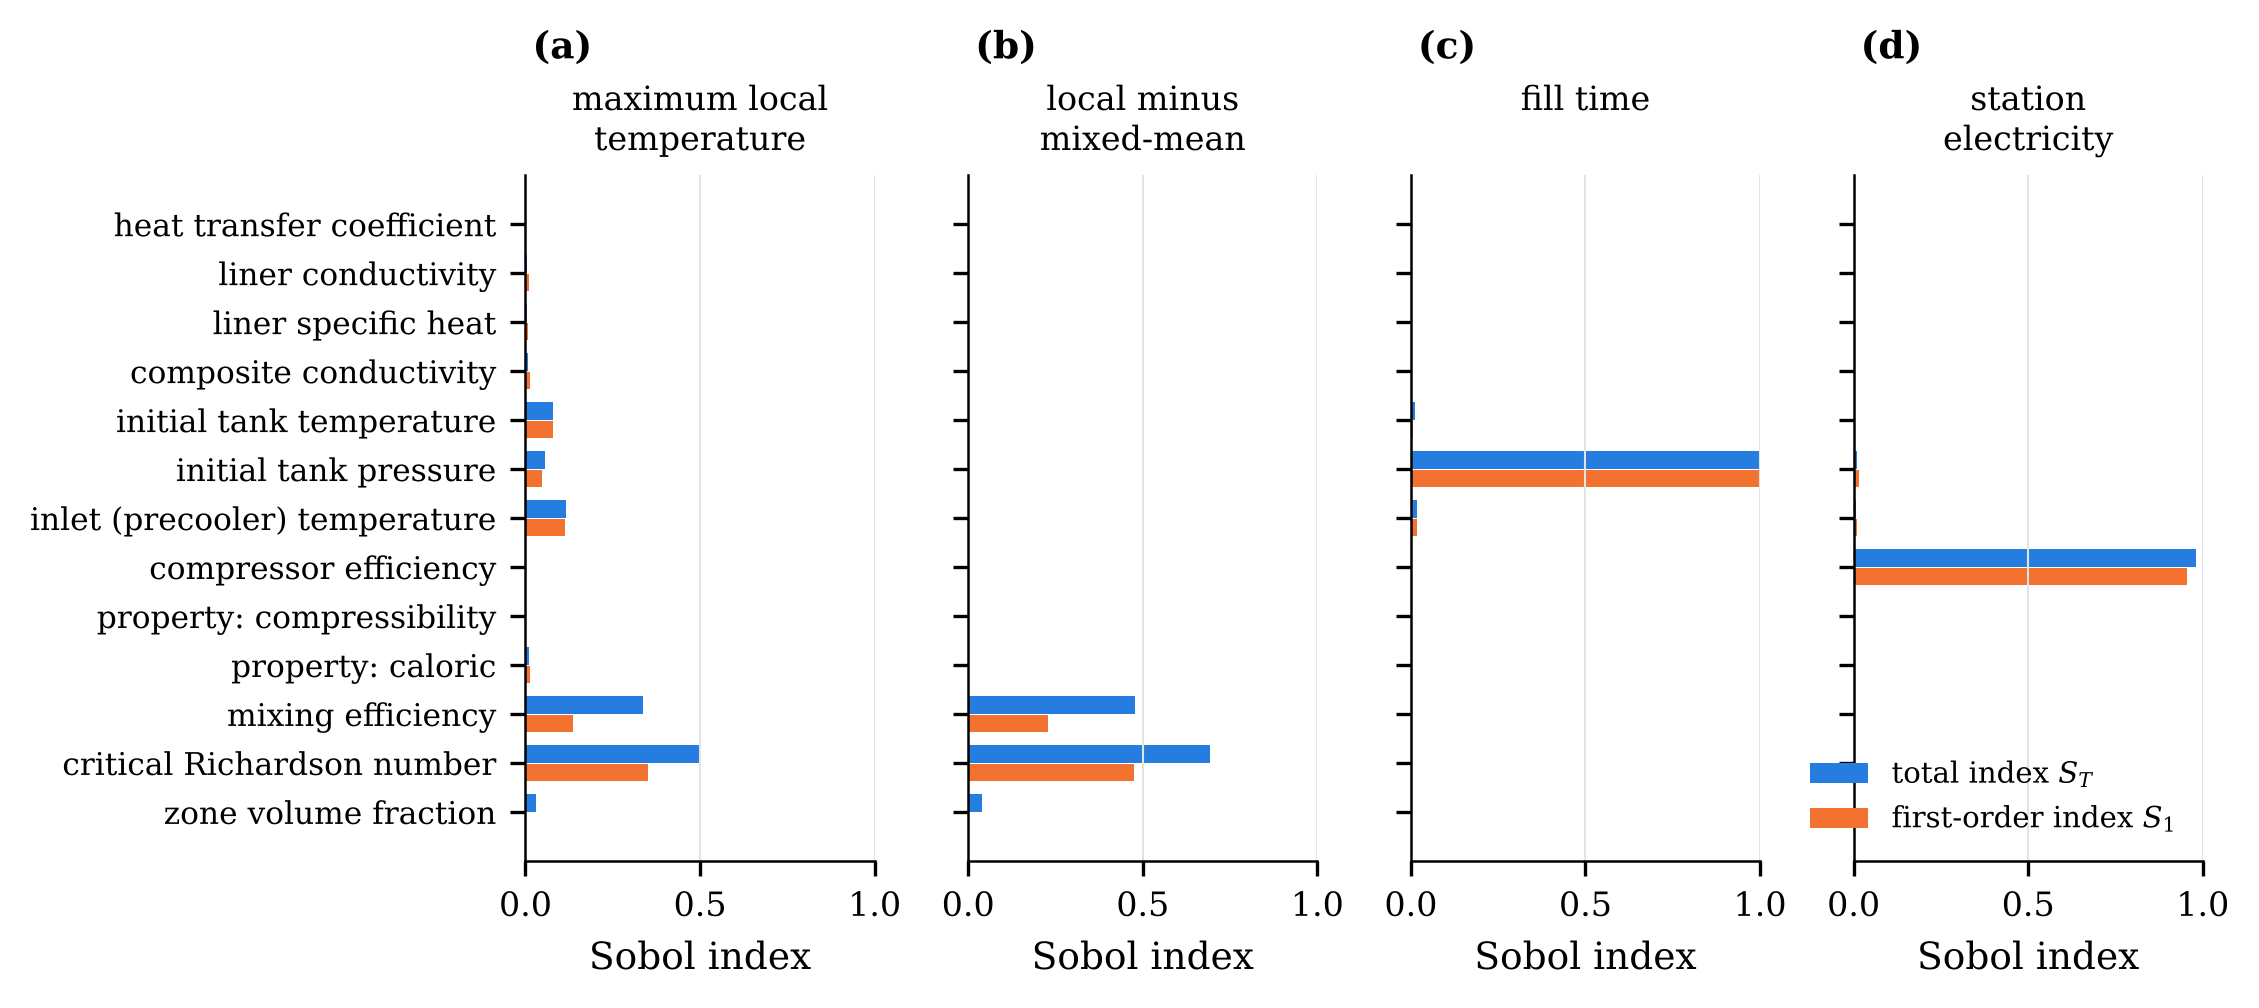 (a)
(b)
(c)
(d)
maximum local
temperature
local minus
mixed-mean
fill time
station
electricity
heat transfer coefficient
liner conductivity
liner specific heat
composite conductivity
initial tank temperature
initial tank pressure
inlet (precooler) temperature
compressor efficiency
property: compressibility
property: caloric
mixing efficiency
critical Richardson number
zone volume fraction
total index S_T
first-order index S_1
0.0 0.5 1.0
0.0 0.5 1.0
0.0 0.5 1.0
0.0 0.5 1.0
Sobol index
Sobol index
Sobol index
Sobol index